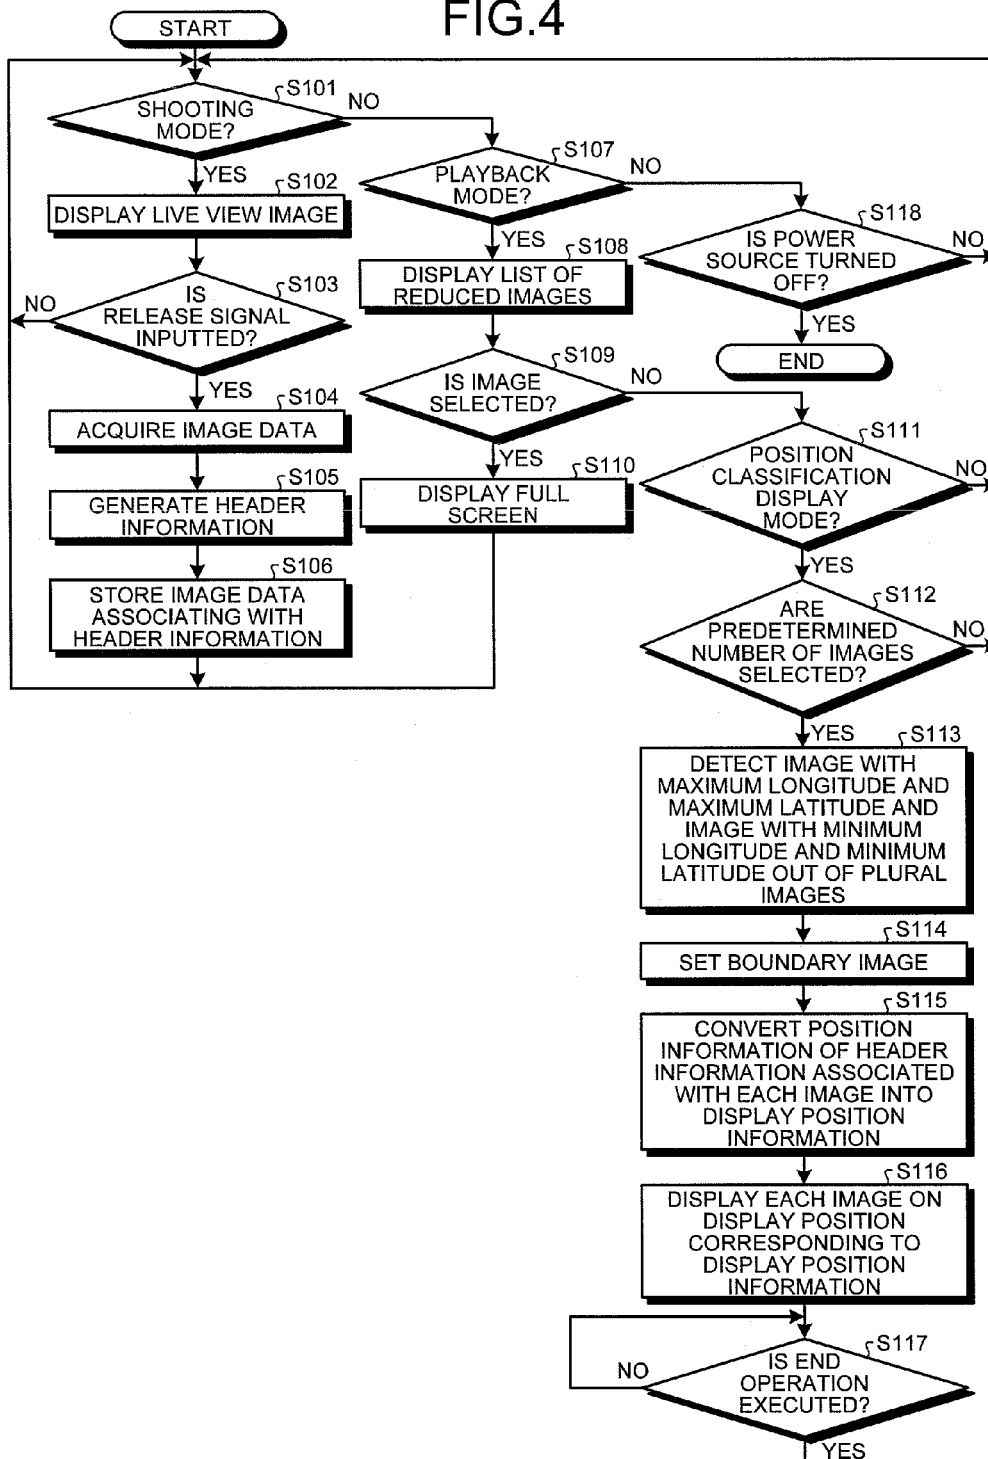 FIG.4
START
S101
SHOOTING
MODE?
NO
YES
S102
DISPLAY LIVE VIEW IMAGE
S103
IS
RELEASE SIGNAL
INPUTTED?
NO
YES
S104
ACQUIRE IMAGE DATA
S105
GENERATE HEADER
INFORMATION
S106
STORE IMAGE DATA
ASSOCIATING WITH
HEADER INFORMATION
S107
PLAYBACK
MODE?
NO
YES
S108
DISPLAY LIST OF
REDUCED IMAGES
S109
IS IMAGE
SELECTED?
NO
YES
S110
DISPLAY FULL
SCREEN
S118
IS POWER
SOURCE TURNED
OFF?
NO
YES
END
S111
POSITION
CLASSIFICATION
DISPLAY
MODE?
NO
YES
S112
ARE
PREDETERMINED
NUMBER OF IMAGES
SELECTED?
NO
YES
S113
DETECT IMAGE WITH
MAXIMUM LONGITUDE AND
MAXIMUM LATITUDE AND
IMAGE WITH MINIMUM
LONGITUDE AND MINIMUM
LATITUDE OUT OF PLURAL
IMAGES
S114
SET BOUNDARY IMAGE
S115
CONVERT POSITION
INFORMATION OF HEADER
INFORMATION ASSOCIATED
WITH EACH IMAGE INTO
DISPLAY POSITION
INFORMATION
S116
DISPLAY EACH IMAGE ON
DISPLAY POSITION
CORRESPONDING TO
DISPLAY POSITION
INFORMATION
S117
IS END
OPERATION
EXECUTED?
NO
YES